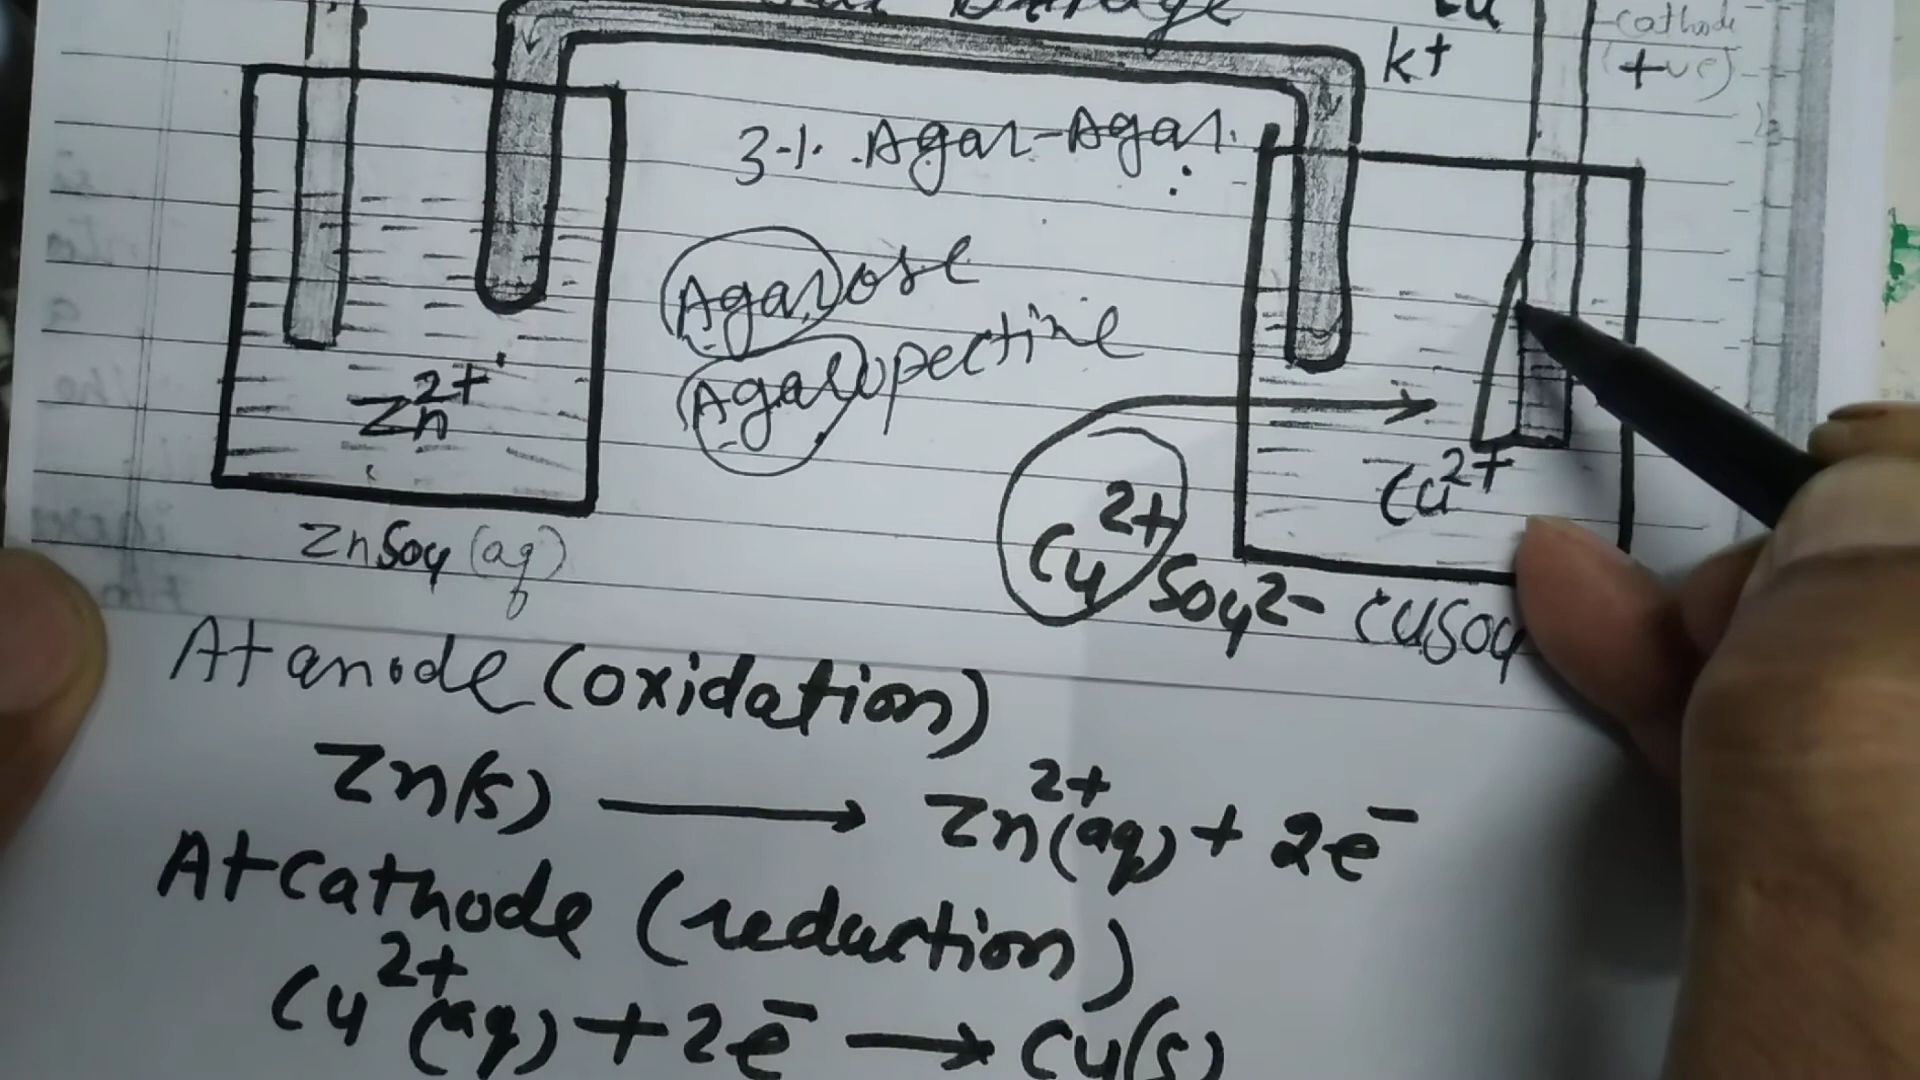 Cu
cathode
K+
(+ve)
3-1. Agar-Agar.
Agarose
Agaropectine
Zn2+
Cu2+
Cu2+ SO42- CUSO4
ZnSO4 (aq)
At anode (oxidation)
Zn(s) → Zn2+(aq) + 2e-
At cathode (reduction)
Cu2+(aq) + 2e- → Cu(s)